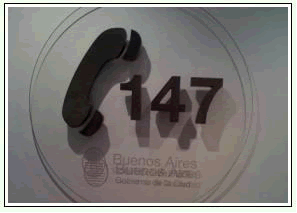 147
Buenos Aires
Gobierno de la Ciudad